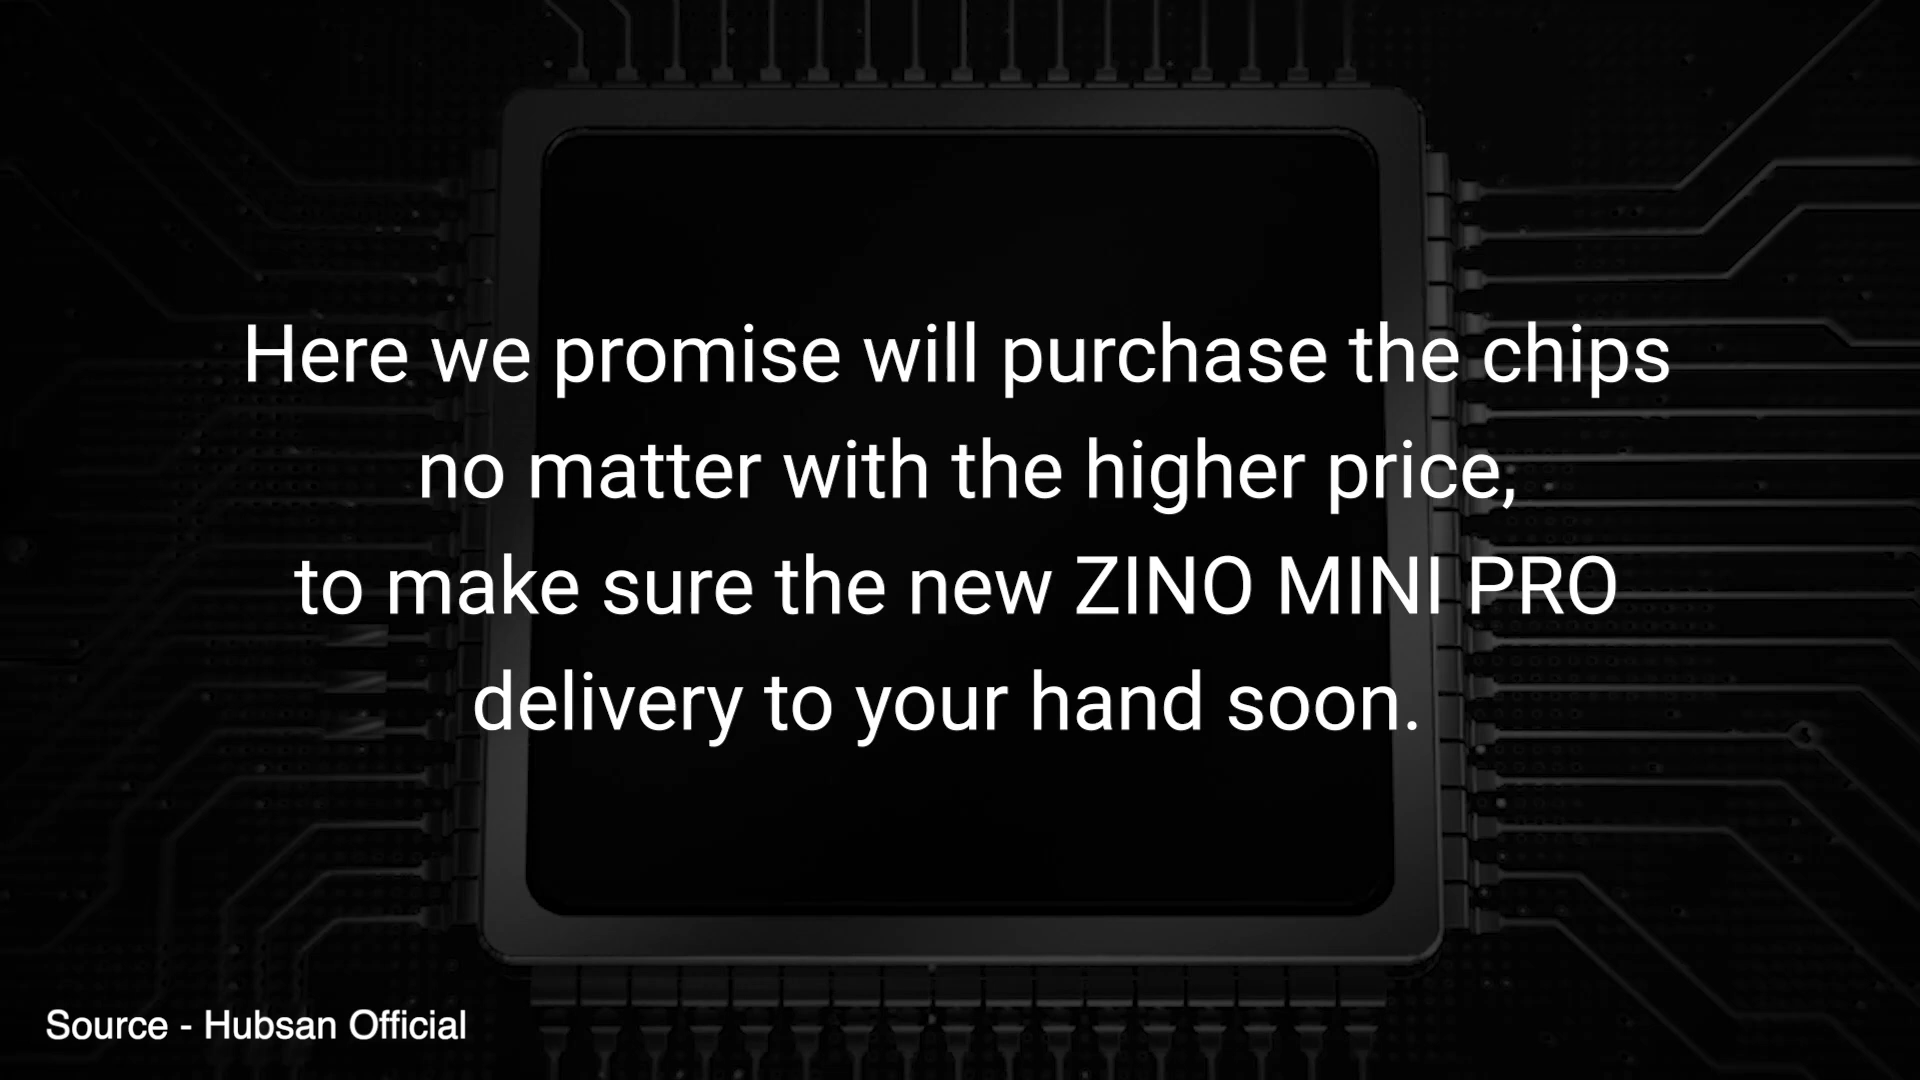 Here we promise will purchase the chips
no matter with the higher price,
to make sure the new ZINO MINI PRO
delivery to your hand soon.
Source - Hubsan Official